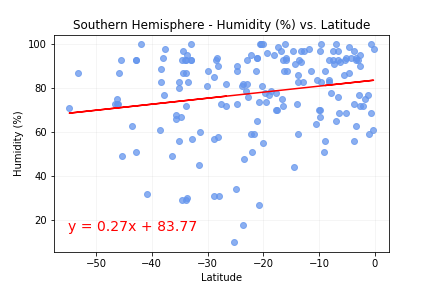 Southern Hemisphere - Humidity (%) vs. Latitude
100
80
60
40
20
Humidity (%)
y = 0.27x + 83.77
−50 −40 −30 −20 −10 0
Latitude